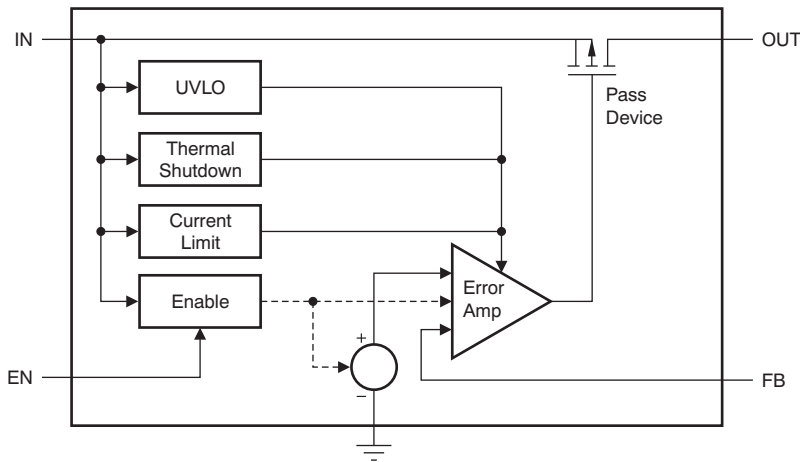 IN
OUT
UVLO
Pass
Device
Thermal
Shutdown
Current
Limit
Enable
Error
Amp
+
−
EN
FB